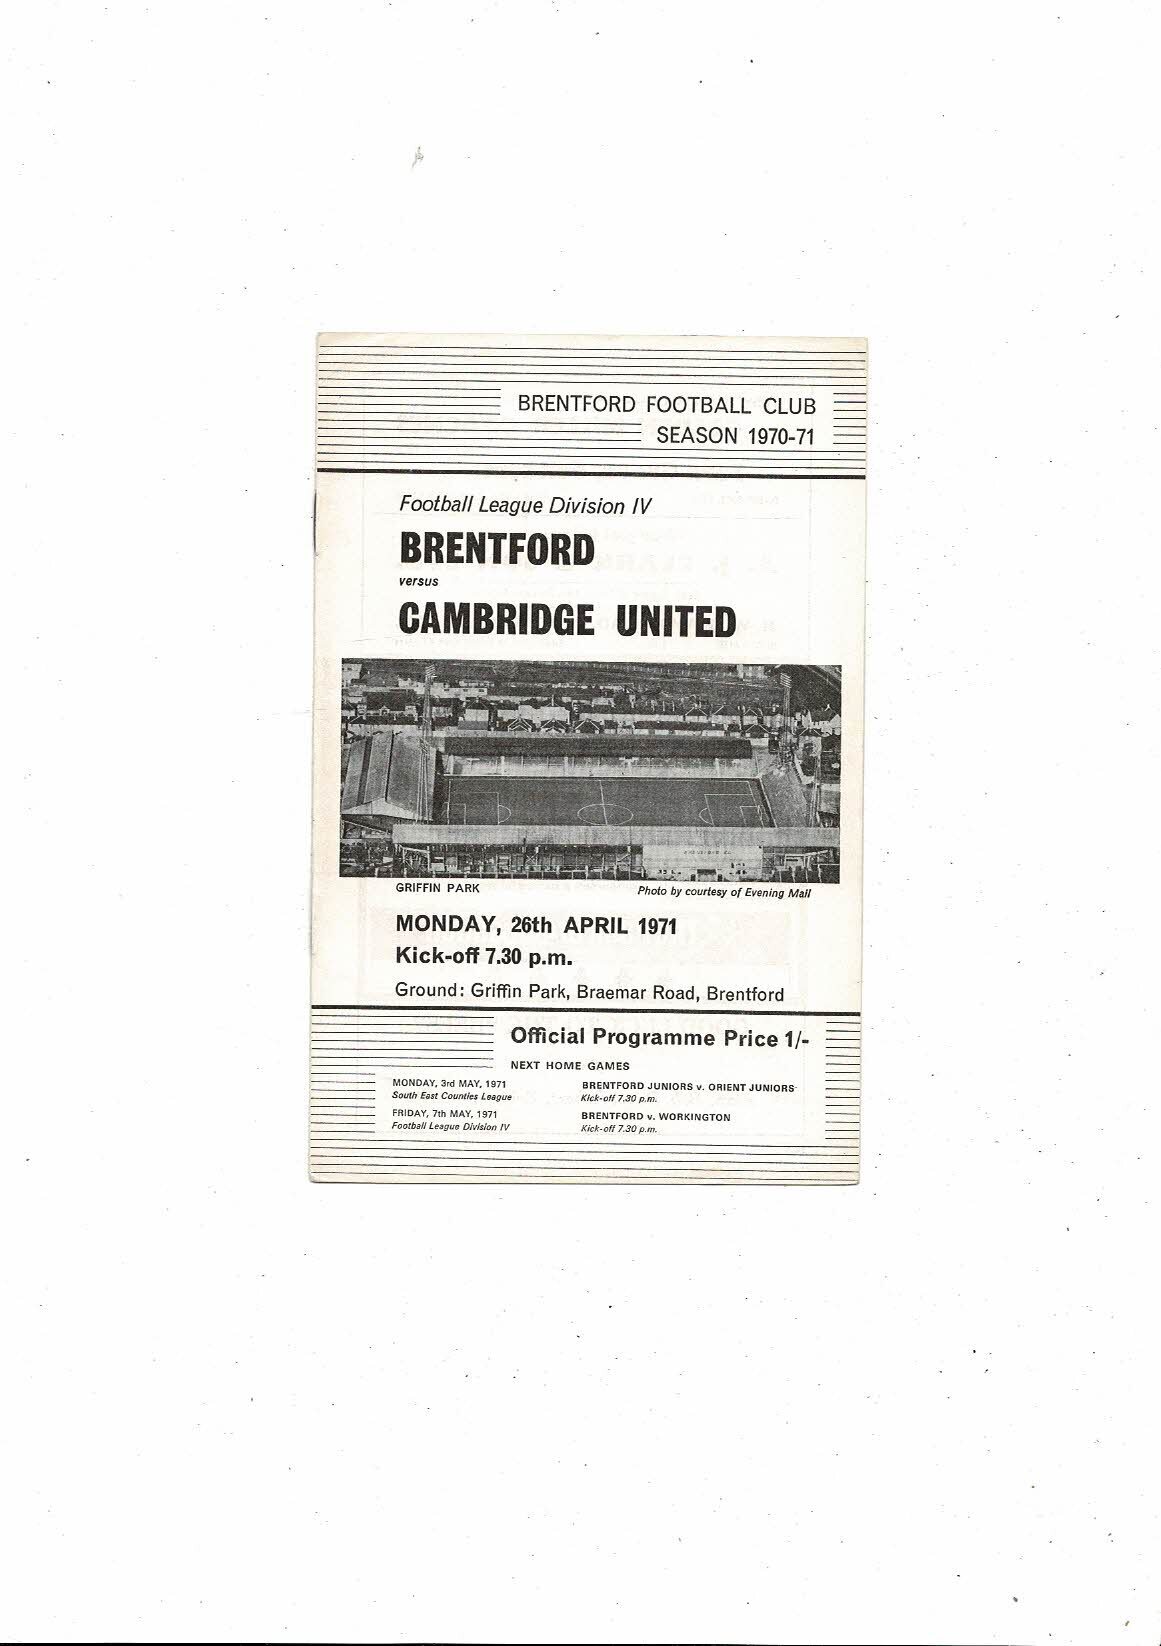 BRENTFORD FOOTBALL CLUB
SEASON 1970-71
Football League Division IV
BRENTFORD
versus
CAMBRIDGE UNITED
GRIFFIN PARK
Photo by courtesy of Evening Mail
MONDAY, 26th APRIL 1971
Kick-off 7.30 p.m.
Ground: Griffin Park, Braemar Road, Brentford
Official Programme Price 1/-
NEXT HOME GAMES
MONDAY, 3rd MAY, 1971 BRENTFORD JUNIORS v. ORIENT JUNIORS
South East Counties League Kick-off 7.30 p.m.
FRIDAY, 7th MAY, 1971 BRENTFORD v. WORKINGTON
Football League Division IV Kick-off 7.30 p.m.